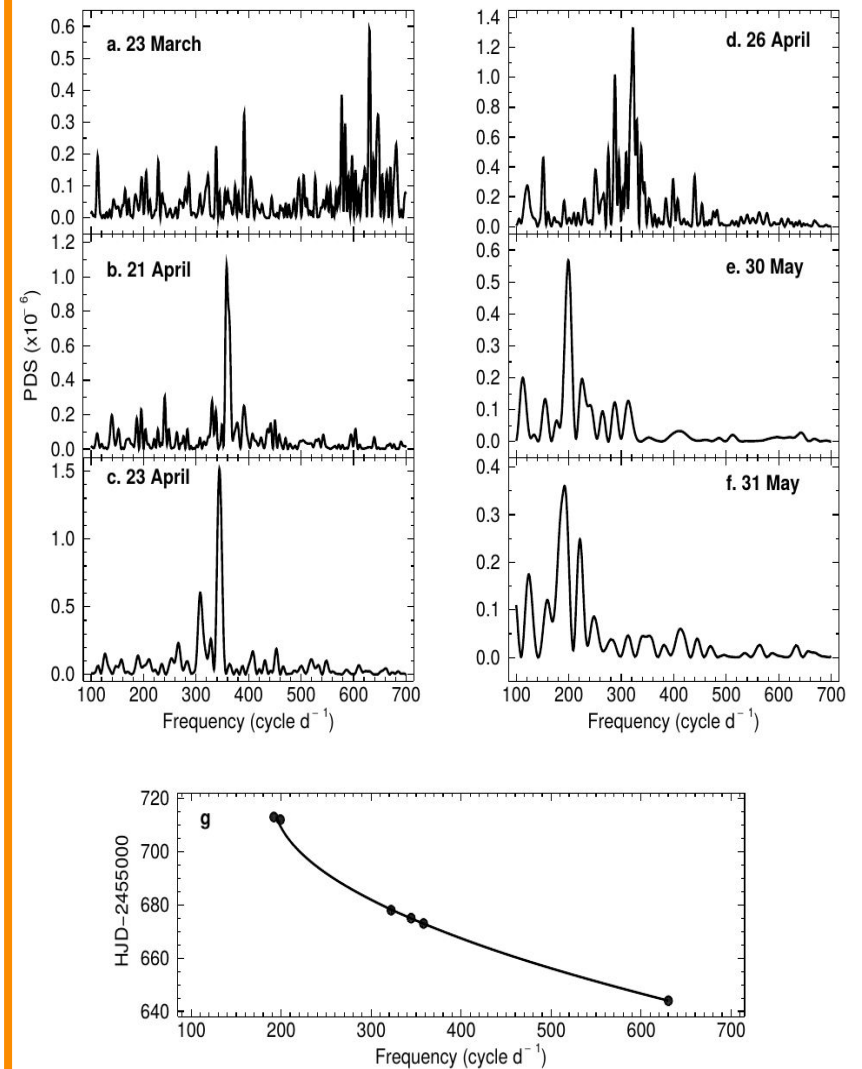 a. 23 March
b. 21 April
c. 23 April
d. 26 April
e. 30 May
f. 31 May
PDS (x10⁻⁶)
0.6
0.5
0.4
0.3
0.2
0.1
0.0
1.2
1.0
0.8
0.6
0.4
0.2
0.0
1.5
1.0
0.5
0.0
100 200 300 400 500 600 700
Frequency (cycle d⁻¹)
1.4
1.2
1.0
0.8
0.6
0.4
0.2
0.0
0.6
0.5
0.4
0.3
0.2
0.1
0.0
0.4
0.3
0.2
0.1
0.0
100 200 300 400 500 600 700
Frequency (cycle d⁻¹)
g
HJD−2455000
720
700
680
660
640
100 200 300 400 500 600 700
Frequency (cycle d⁻¹)